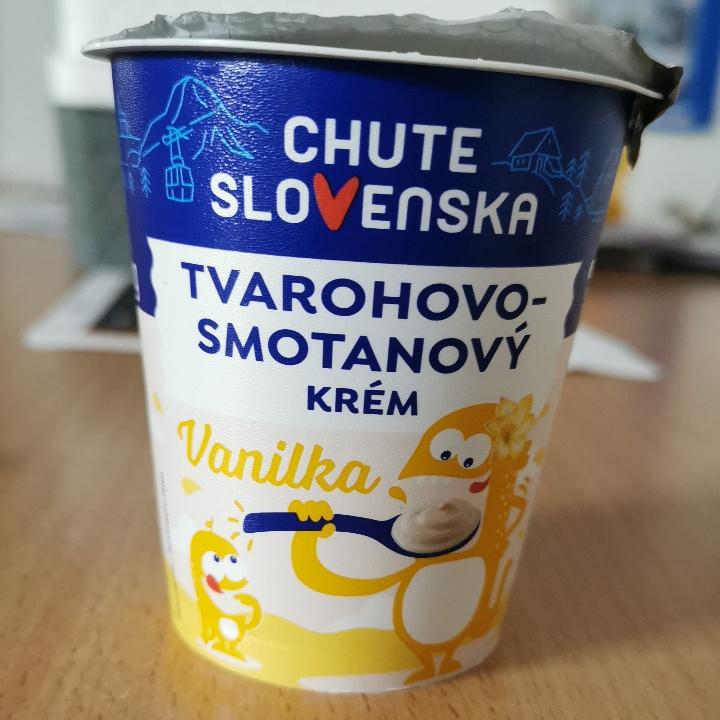 CHUTE
SLOVENSKA
TVAROHOVO-
SMOTANOVÝ
KRÉM
Vanilka